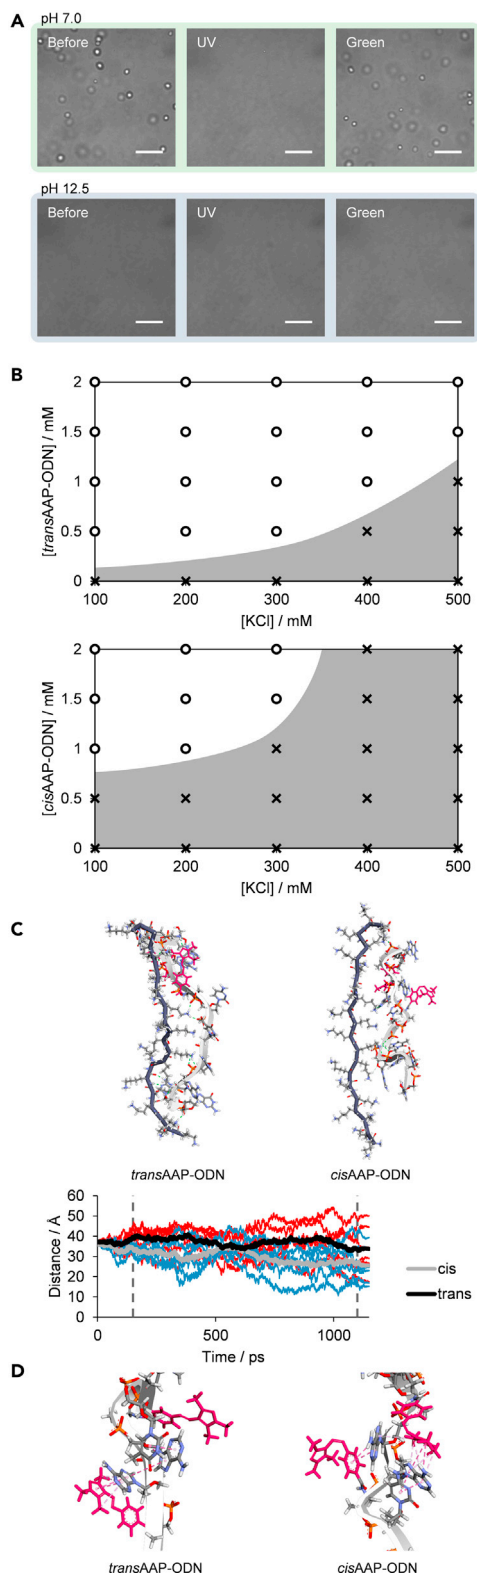 A
pH 7.0
Before
UV
Green
pH 12.5
Before
UV
Green
B
[transAAP-ODN] / mM
2
1.5
1
0.5
0
100 200 300 400 500
[KCl] / mM
[cisAAP-ODN] / mM
2
1.5
1
0.5
0
100 200 300 400 500
[KCl] / mM
C
transAAP-ODN
cisAAP-ODN
Distance / Å
60
50
40
30
20
10
0
0 500 1000
Time / ps
cis
trans
D
transAAP-ODN
cisAAP-ODN